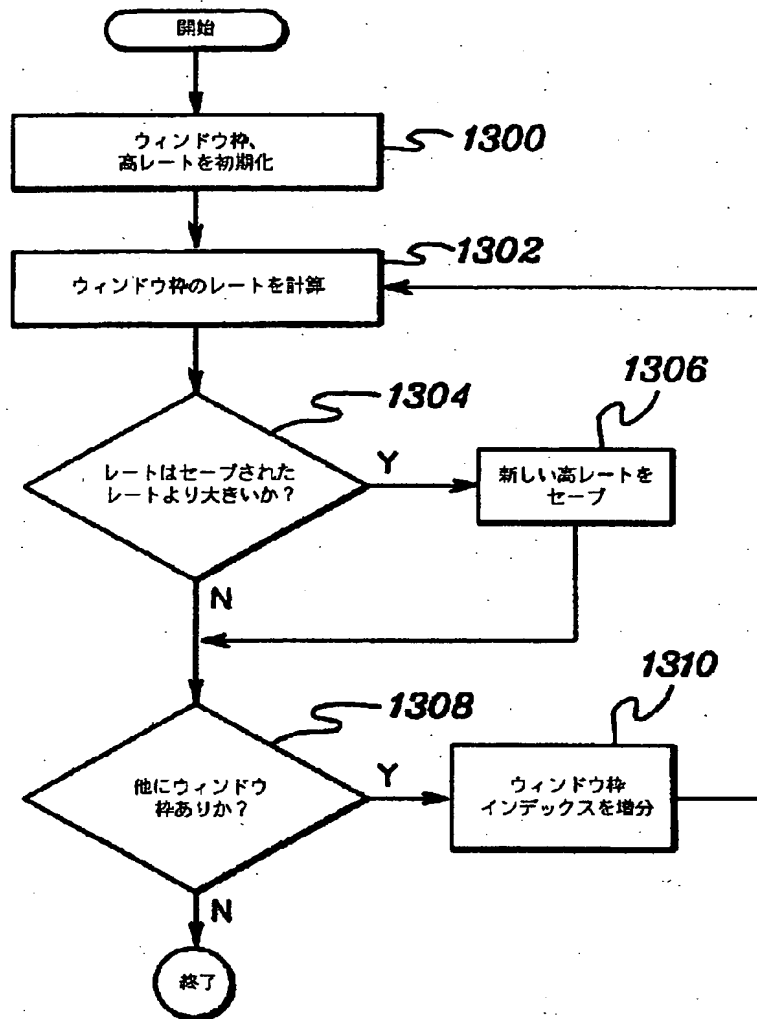 開始
ウィンドウ枠、
高レートを初期化
1300
ウィンドウ枠のレートを計算
1302
レートはセーブされた
レートより大きいか？
1304
Y
新しい高レートを
セーブ
1306
N
他にウィンドウ
枠ありか？
1308
Y
ウィンドウ枠
インデックスを増分
1310
N
終了